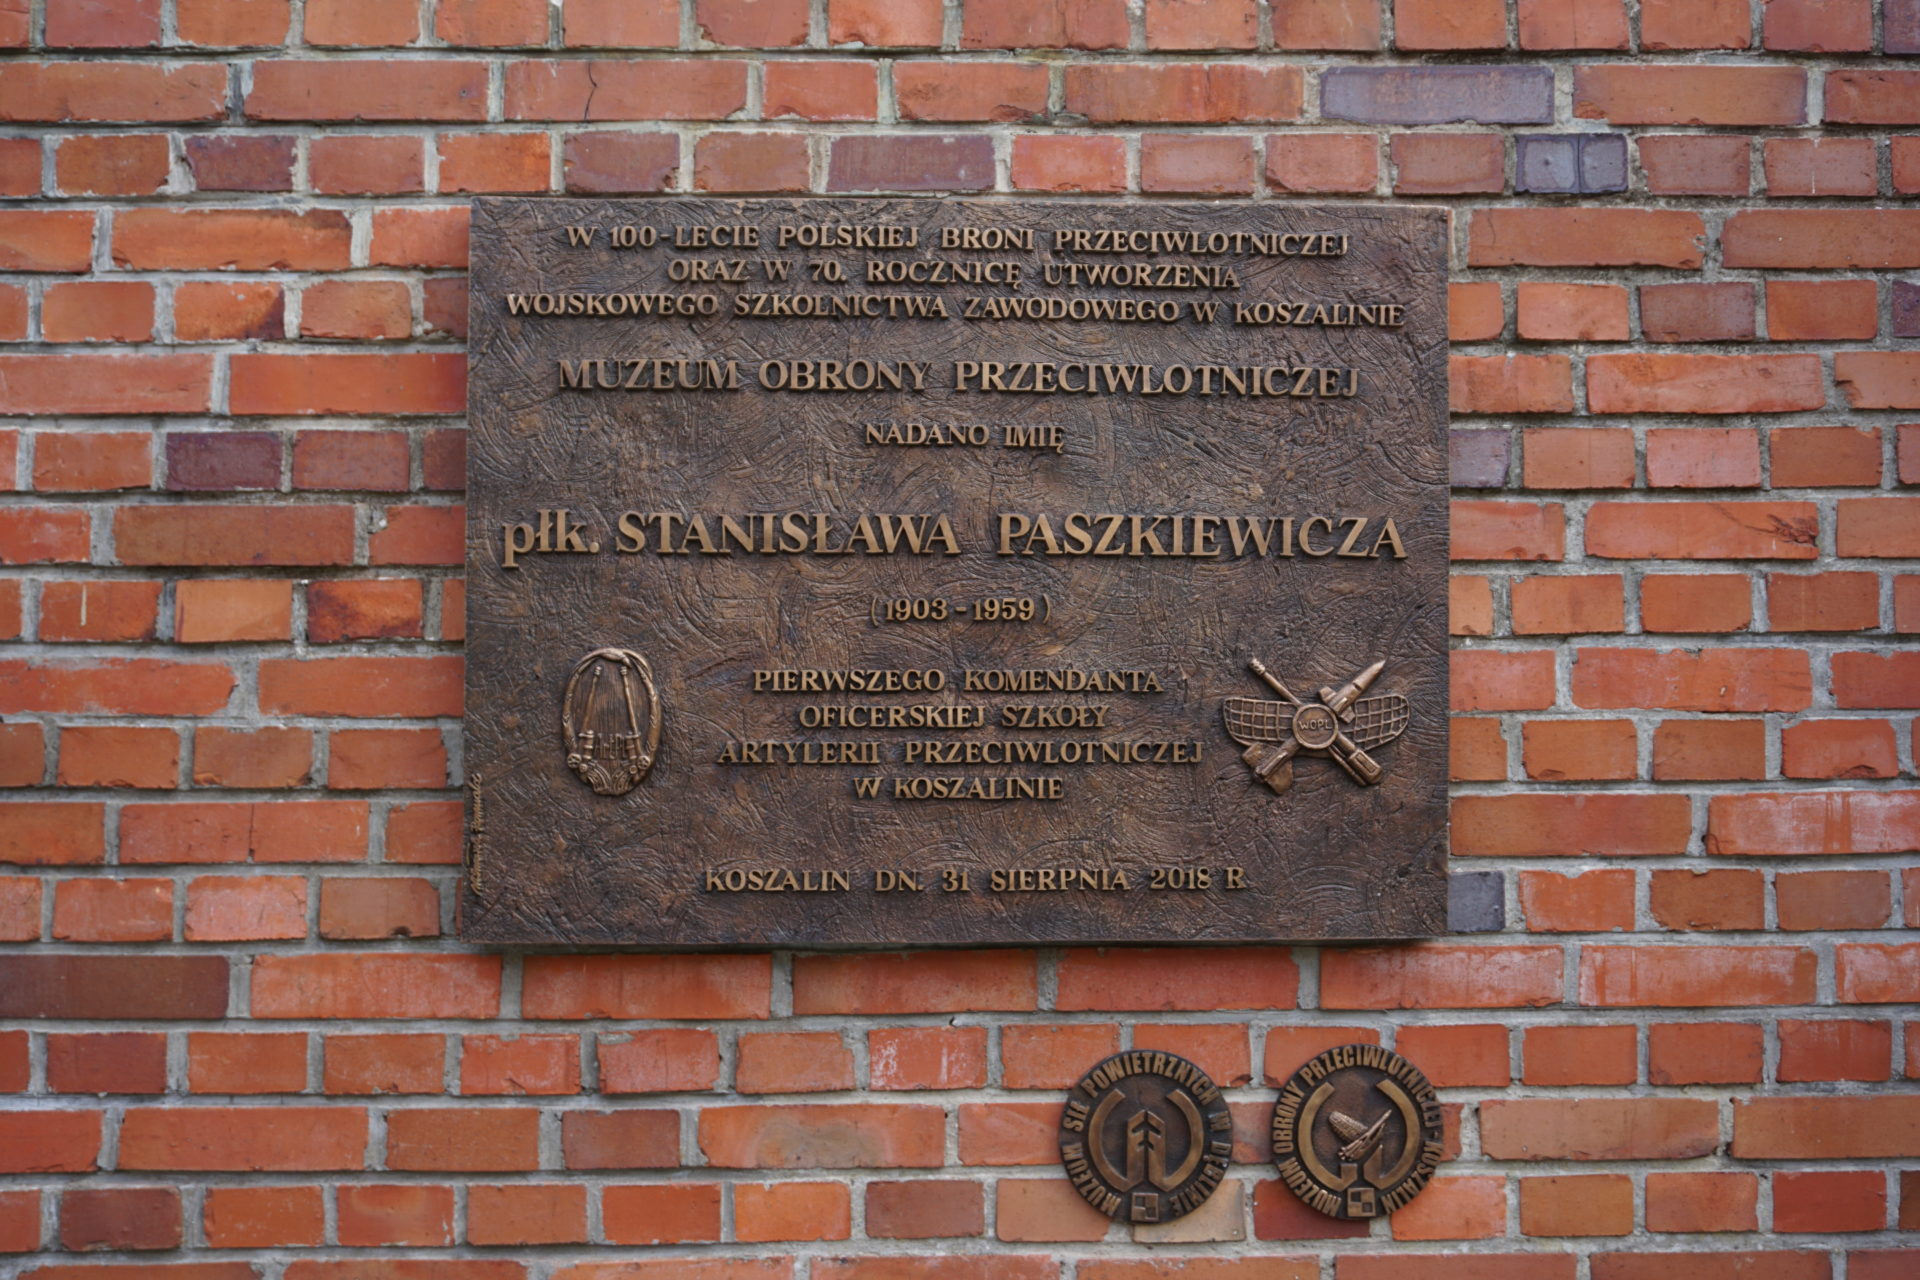 W 100-LECIE POLSKIEJ BRONI PRZECIWLOTNICZEJ
ORAZ W 70. ROCZNICĘ UTWORZENIA
WOJSKOWEGO SZKOLNICTWA ZAWODOWEGO W KOSZALINIE
MUZEUM OBRONY PRZECIWLOTNICZEJ
NADANO IMIĘ
płk. STANISŁAWA PASZKIEWICZA
(1903-1959)
PIERWSZEGO KOMENDANTA
OFICERSKIEJ SZKOŁY
ARTYLERII PRZECIWLOTNICZEJ
W KOSZALINIE
WOPL
KOSZALIN DN. 31 SIERPNIA 2018 R.
MUZEUM SIŁ POWIETRZNYCH W DĘBLINIE
MUZEUM OBRONY PRZECIWLOTNICZEJ - KOSZALIN